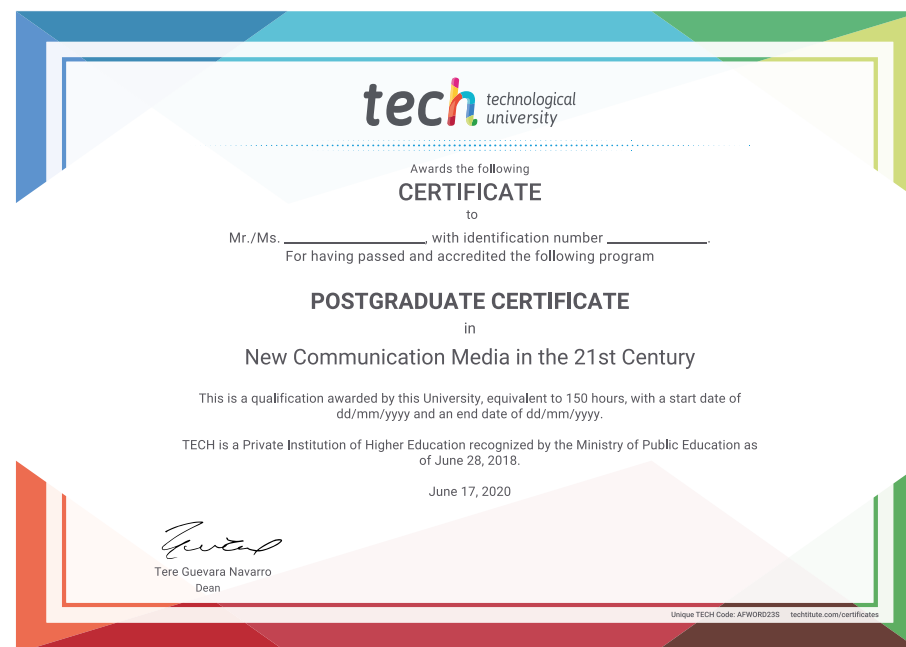 tech technological
university
Awards the following
CERTIFICATE
to
Mr./Ms. ____________________, with identification number ______________.
For having passed and accredited the following program
POSTGRADUATE CERTIFICATE
in
New Communication Media in the 21st Century
This is a qualification awarded by this University, equivalent to 150 hours, with a start date of
dd/mm/yyyy and an end date of dd/mm/yyyy.
TECH is a Private Institution of Higher Education recognized by the Ministry of Public Education as
of June 28, 2018.
June 17, 2020
Tere Guevara Navarro
Dean
Unique TECH Code: AFWORD23S techtitute.com/certificates